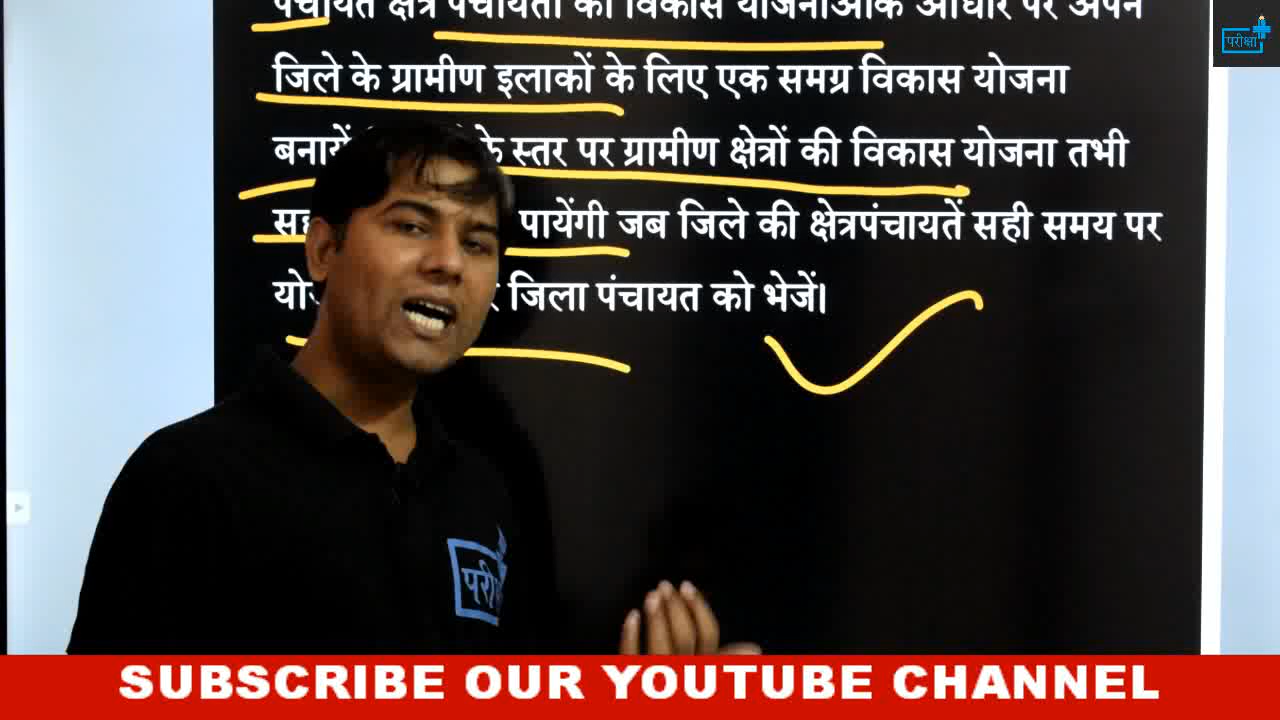 पंचायत क्षेत्र पंचायतों की विकास योजनाओंके आधार पर अपने
जिले के ग्रामीण इलाकों के लिए एक समग्र विकास योजना
बनायें के स्तर पर ग्रामीण क्षेत्रों की विकास योजना तभी
पायेंगी जब जिले की क्षेत्रपंचायतें सही समय पर
जिला पंचायत को भेजें।
परीक्षा
SUBSCRIBE OUR YOUTUBE CHANNEL